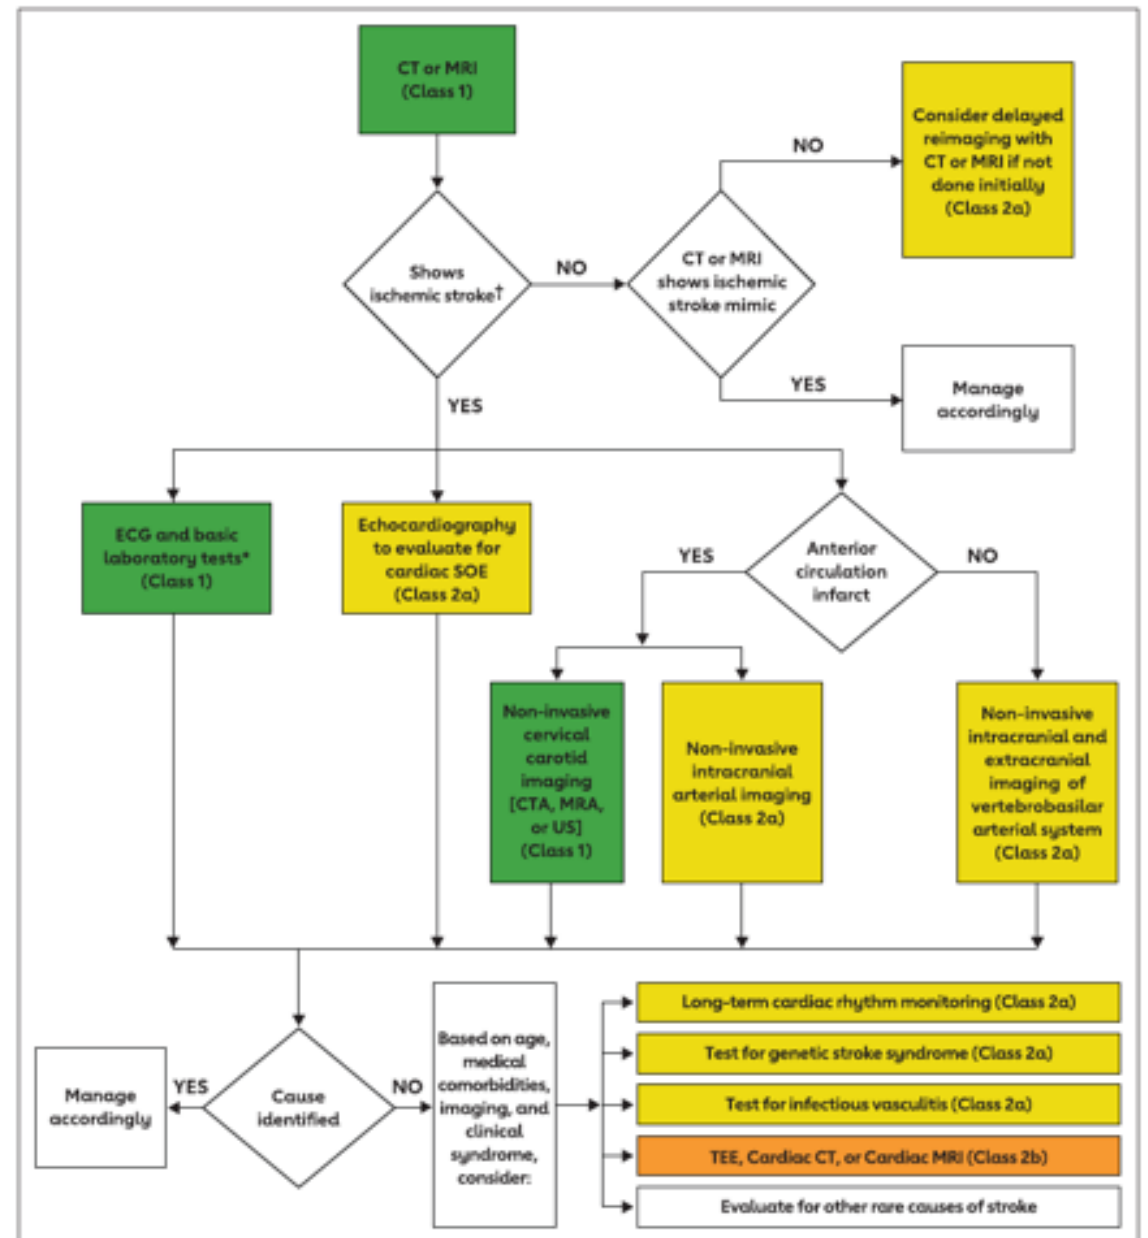 CT or MRI
(Class 1)
Consider delayed
reimaging with
CT or MRI if not
done initially
(Class 2a)
NO
Shows
ischemic stroke†
NO
CT or MRI
shows ischemic
stroke mimic
YES
Manage
accordingly
YES
ECG and basic
laboratory tests*
(Class 1)
Echocardiography
to evaluate for
cardiac SOE
(Class 2a)
YES
Anterior
circulation
infarct
NO
Non-invasive
cervical
carotid
imaging
[CTA, MRA,
or US]
(Class 1)
Non-invasive
intracranial
arterial imaging
(Class 2a)
Non-invasive
intracranial and
extracranial
imaging of
vertebrobasilar
arterial system
(Class 2a)
Manage
accordingly
YES
Cause
identified
NO
Based on age,
medical
comorbidities,
imaging, and
clinical
syndrome,
consider:
Long-term cardiac rhythm monitoring (Class 2a)
Test for genetic stroke syndrome (Class 2a)
Test for infectious vasculitis (Class 2a)
TEE, Cardiac CT, or Cardiac MRI (Class 2b)
Evaluate for other rare causes of stroke